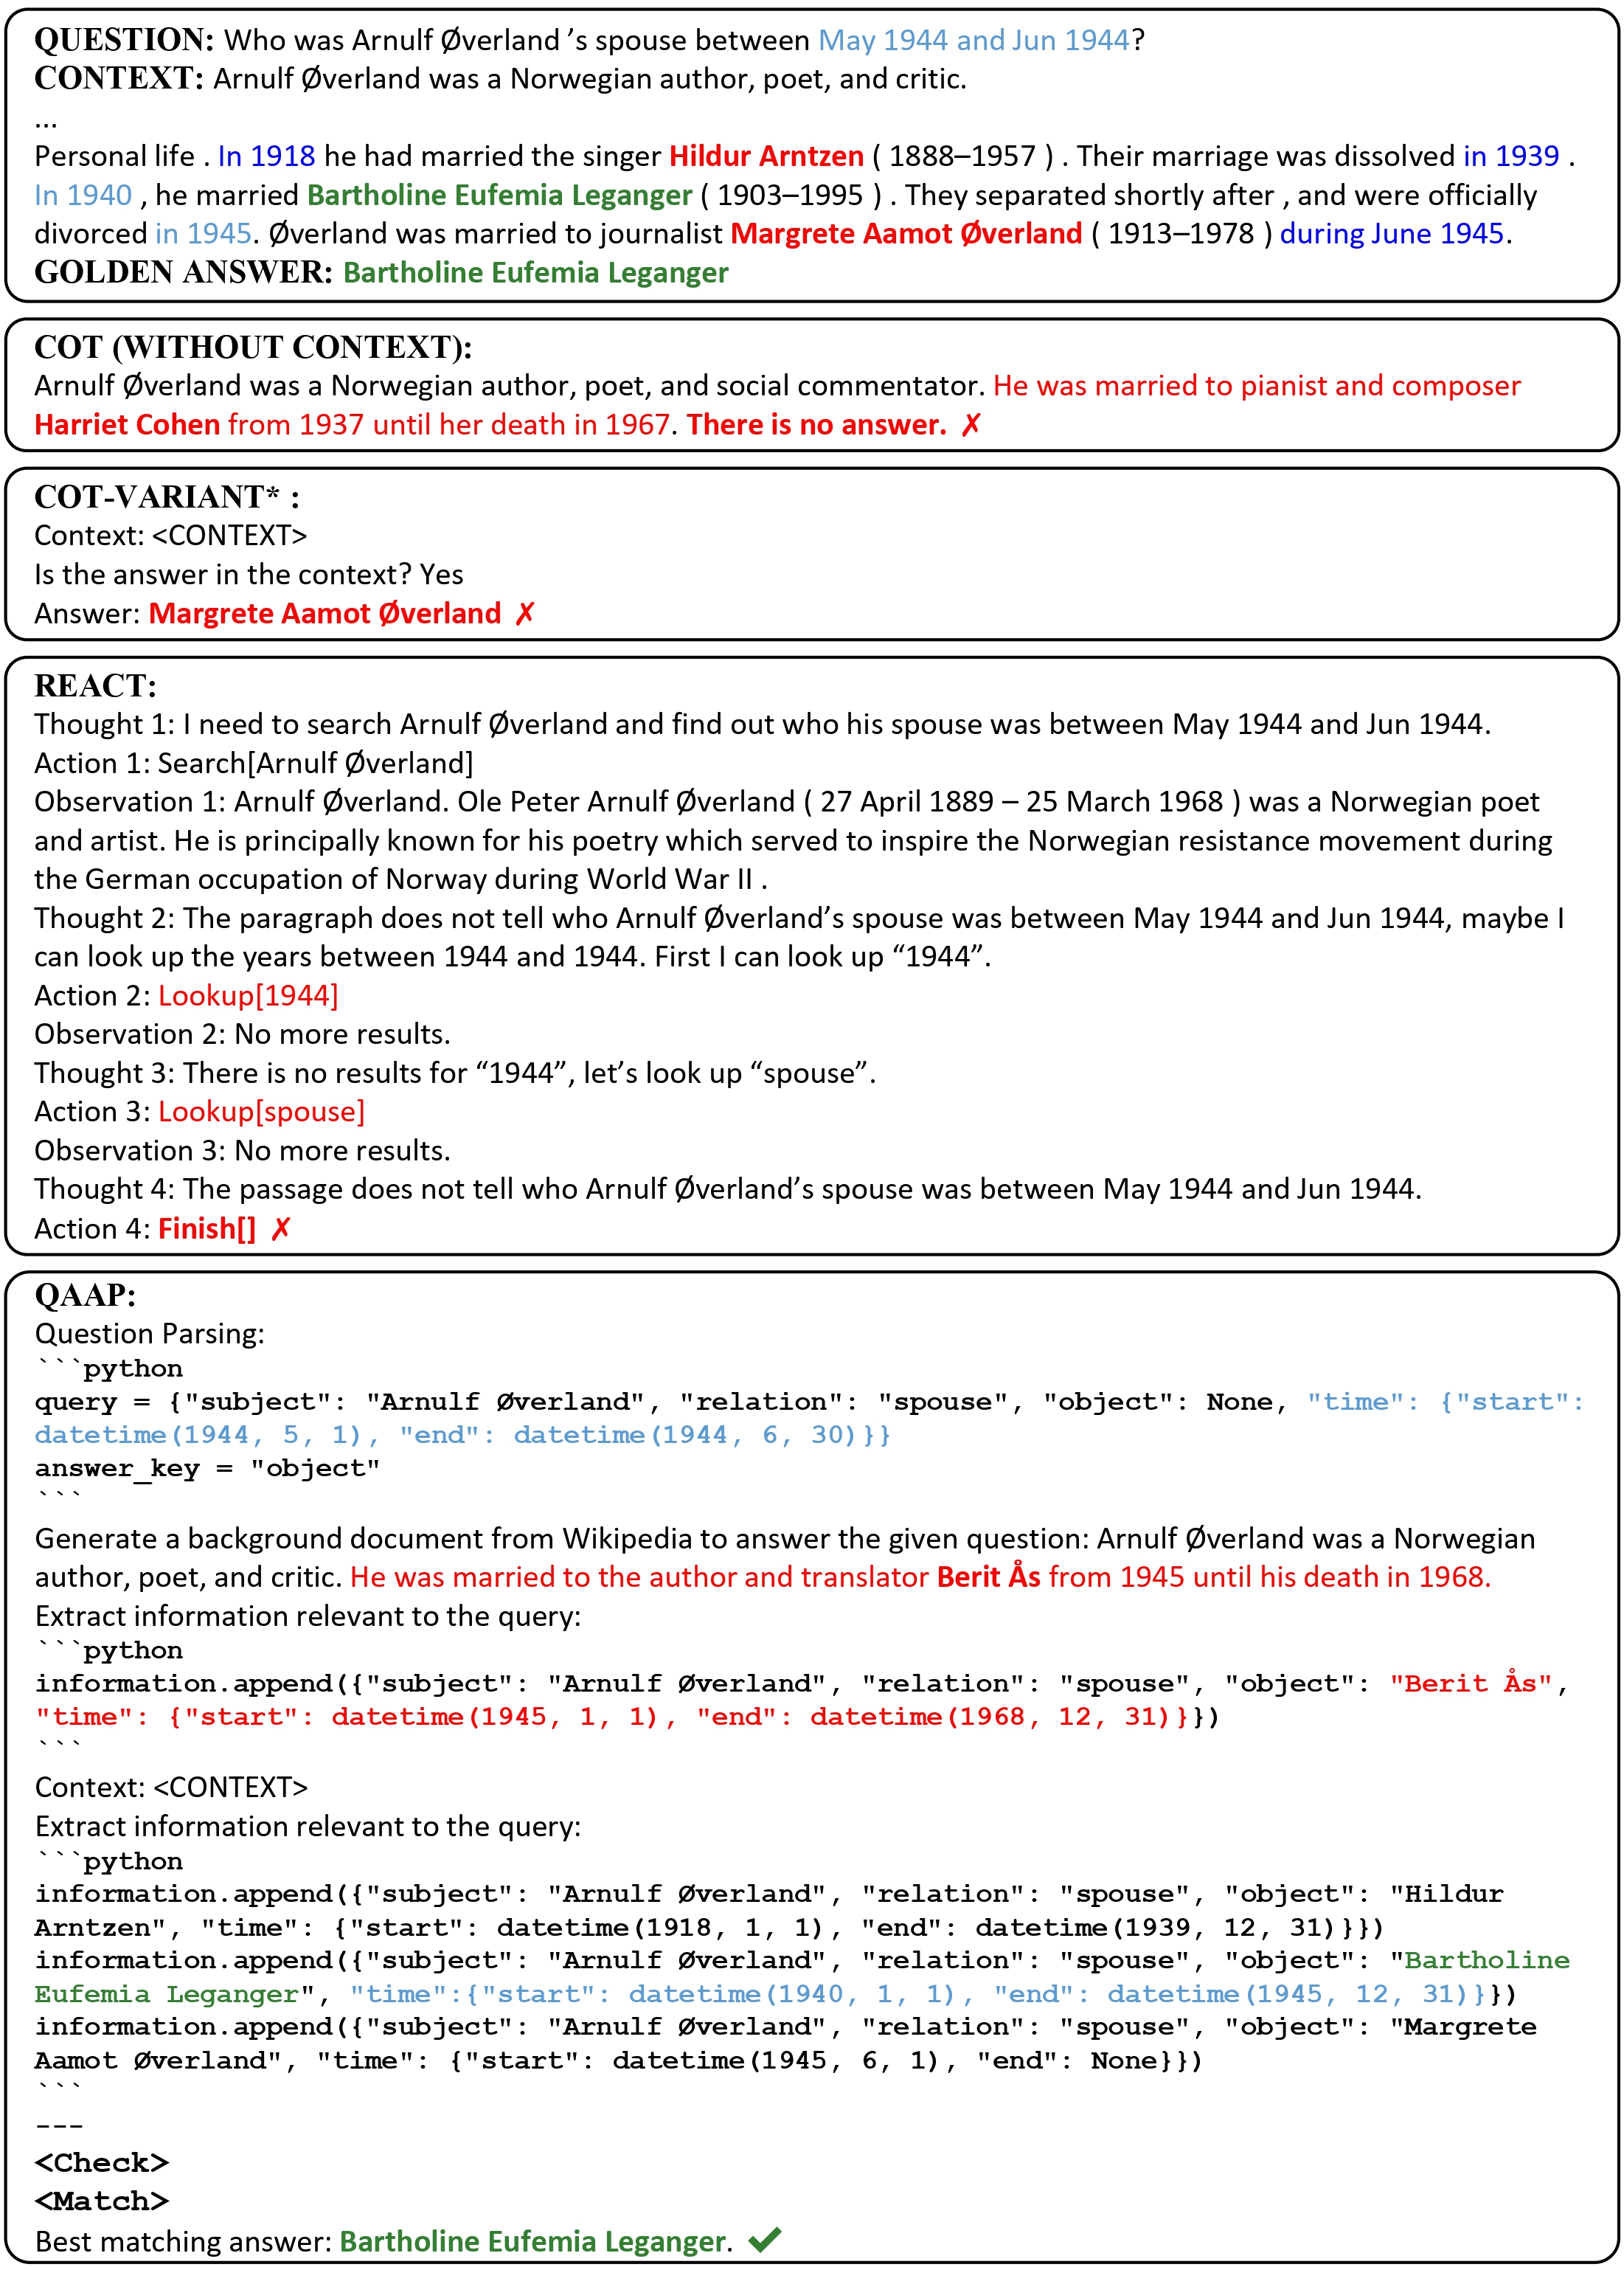 QUESTION: Who was Arnulf Øverland ’s spouse between May 1944 and Jun 1944?
CONTEXT: Arnulf Øverland was a Norwegian author, poet, and critic.
...
Personal life . In 1918 he had married the singer Hildur Arntzen ( 1888–1957 ) . Their marriage was dissolved in 1939 .
In 1940 , he married Bartholine Eufemia Leganger ( 1903–1995 ) . They separated shortly after , and were officially
divorced in 1945. Øverland was married to journalist Margrete Aamot Øverland ( 1913–1978 ) during June 1945.
GOLDEN ANSWER: Bartholine Eufemia Leganger
COT (WITHOUT CONTEXT):
Arnulf Øverland was a Norwegian author, poet, and social commentator. He was married to pianist and composer
Harriet Cohen from 1937 until her death in 1967. There is no answer. ✗
COT-VARIANT* :
Context: <CONTEXT>
Is the answer in the context? Yes
Answer: Margrete Aamot Øverland ✗
REACT:
Thought 1: I need to search Arnulf Øverland and find out who his spouse was between May 1944 and Jun 1944.
Action 1: Search[Arnulf Øverland]
Observation 1: Arnulf Øverland. Ole Peter Arnulf Øverland ( 27 April 1889 – 25 March 1968 ) was a Norwegian poet
and artist. He is principally known for his poetry which served to inspire the Norwegian resistance movement during
the German occupation of Norway during World War II .
Thought 2: The paragraph does not tell who Arnulf Øverland’s spouse was between May 1944 and Jun 1944, maybe I
can look up the years between 1944 and 1944. First I can look up “1944”.
Action 2: Lookup[1944]
Observation 2: No more results.
Thought 3: There is no results for “1944”, let’s look up “spouse”.
Action 3: Lookup[spouse]
Observation 3: No more results.
Thought 4: The passage does not tell who Arnulf Øverland’s spouse was between May 1944 and Jun 1944.
Action 4: Finish[] ✗
QAAP:
Question Parsing:
```python
query = {"subject": "Arnulf Øverland", "relation": "spouse", "object": None, "time": {"start":
datetime(1944, 5, 1), "end": datetime(1944, 6, 30)}}
answer_key = "object"
```
Generate a background document from Wikipedia to answer the given question: Arnulf Øverland was a Norwegian
author, poet, and critic. He was married to the author and translator Berit Ås from 1945 until his death in 1968.
Extract information relevant to the query:
```python
information.append({"subject": "Arnulf Øverland", "relation": "spouse", "object": "Berit Ås",
"time": {"start": datetime(1945, 1, 1), "end": datetime(1968, 12, 31)}})
```
Context: <CONTEXT>
Extract information relevant to the query:
```python
information.append({"subject": "Arnulf Øverland", "relation": "spouse", "object": "Hildur
Arntzen", "time": {"start": datetime(1918, 1, 1), "end": datetime(1939, 12, 31)}})
information.append({"subject": "Arnulf Øverland", "relation": "spouse", "object": "Bartholine
Eufemia Leganger", "time":{"start": datetime(1940, 1, 1), "end": datetime(1945, 12, 31)}})
information.append({"subject": "Arnulf Øverland", "relation": "spouse", "object": "Margrete
Aamot Øverland", "time": {"start": datetime(1945, 6, 1), "end": None}})
```
---
<Check>
<Match>
Best matching answer: Bartholine Eufemia Leganger. ✓